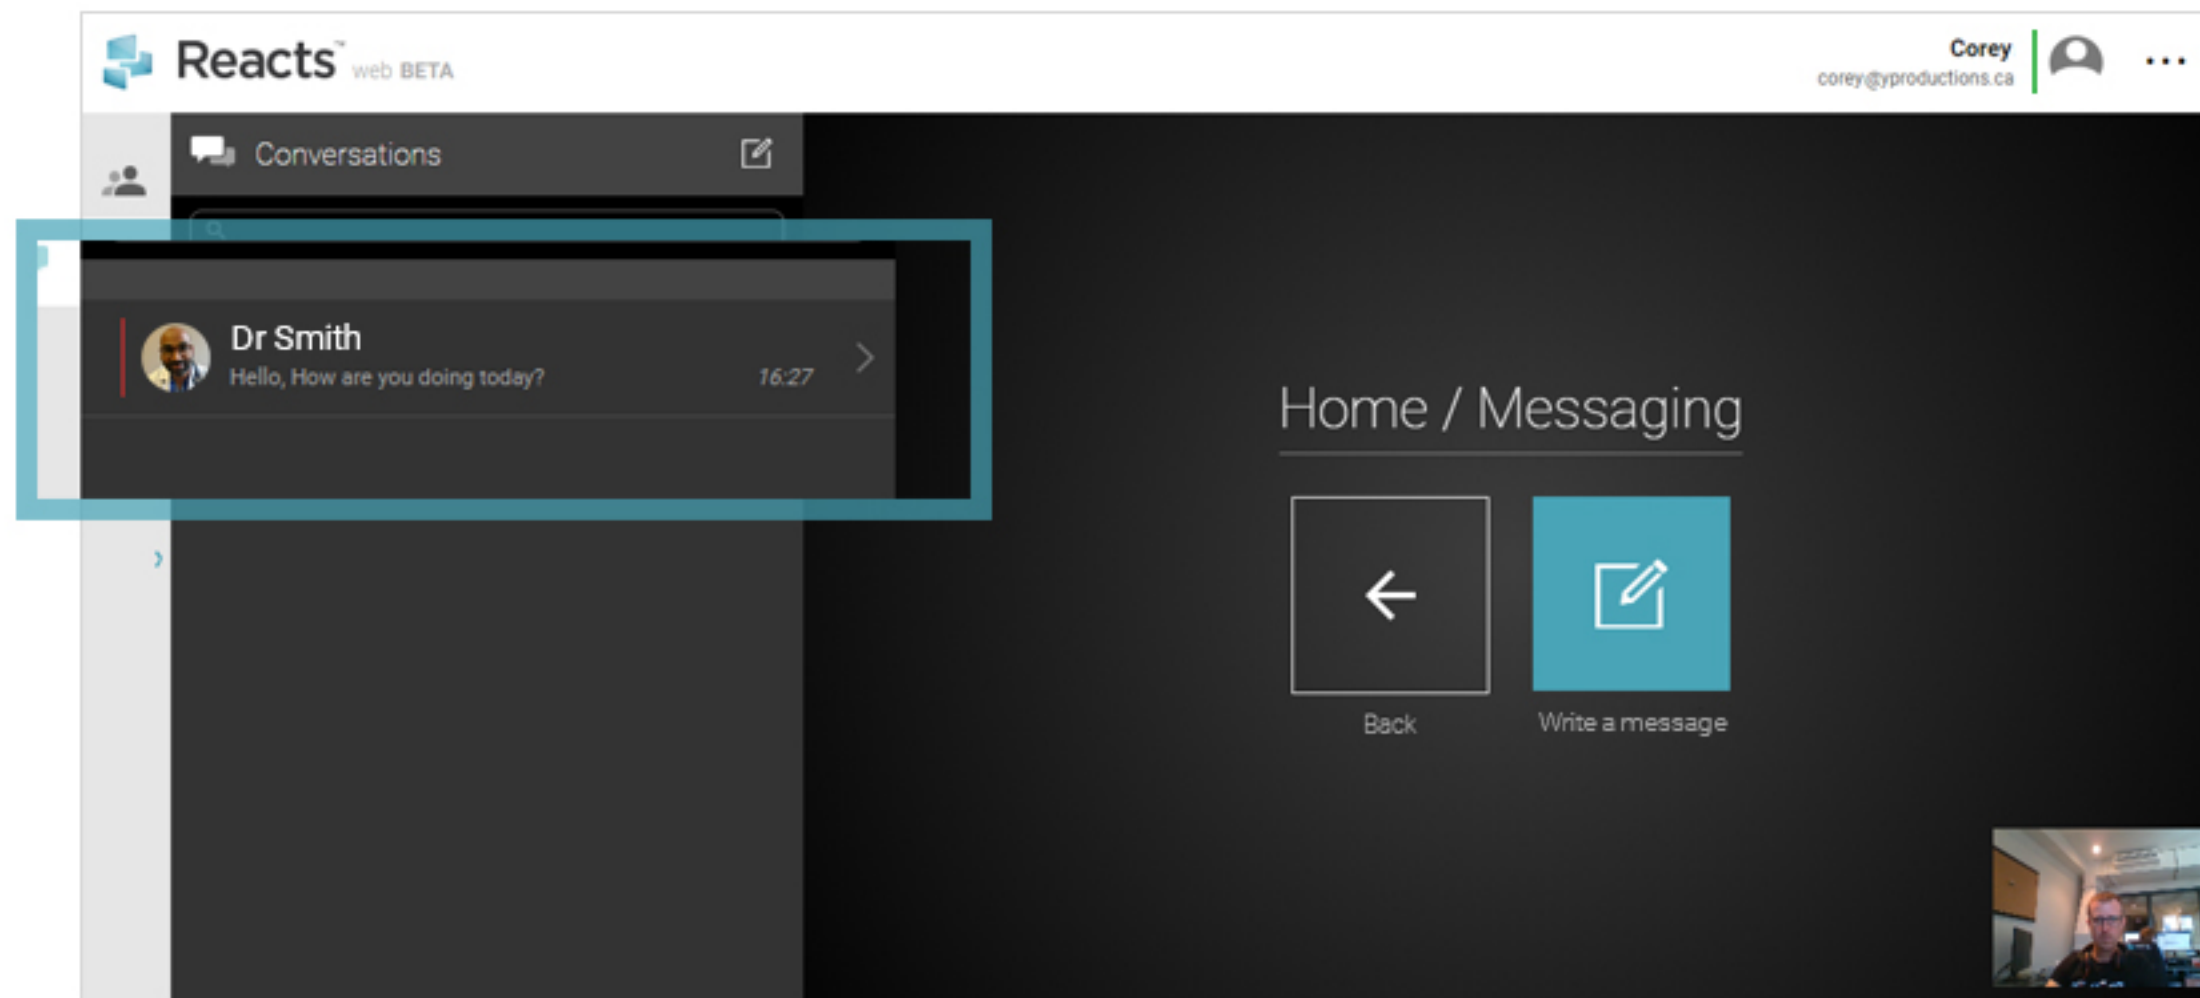 Reacts™ web BETA
Corey
corey@yproductions.ca
Conversations
Dr Smith
Hello, How are you doing today?
16:27
Home / Messaging
Back
Write a message